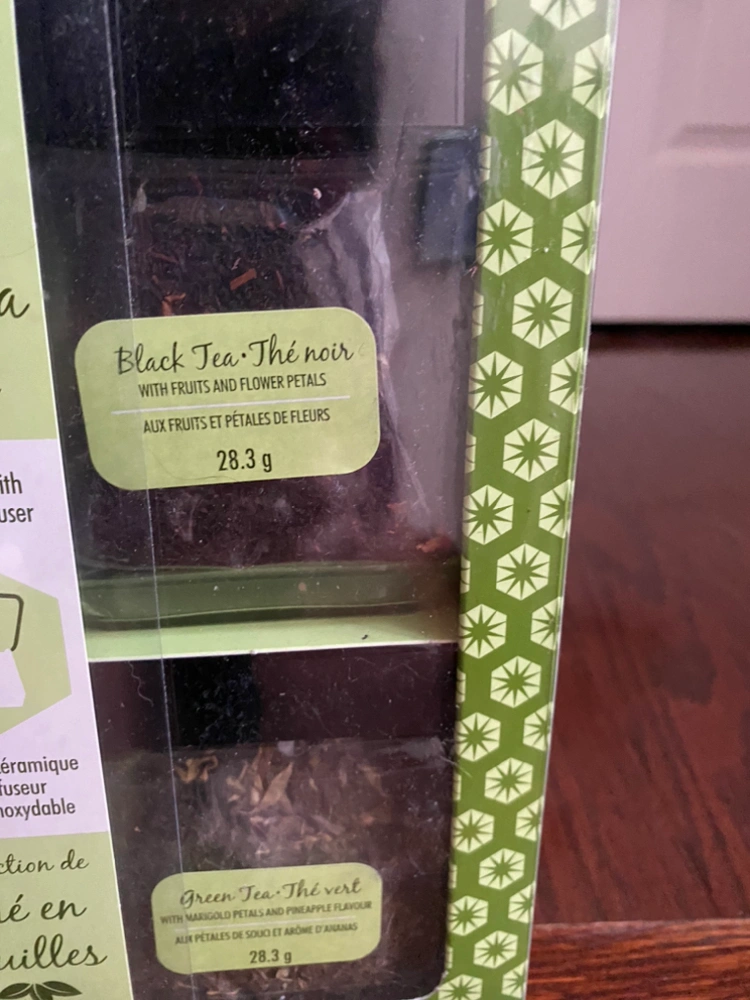 a
Black Tea·Thé noir
WITH FRUITS AND FLOWER PETALS
AUX FRUITS ET PÉTALES DE FLEURS
28.3 g
ith
user
éramique
fuseur
noxydable
ction de
é en
uilles
Green Tea·Thé vert
WITH MARIGOLD PETALS AND PINEAPPLE FLAVOUR
AUX PÉTALES DE SOUCI ET ARÔME D'ANANAS
28.3 g